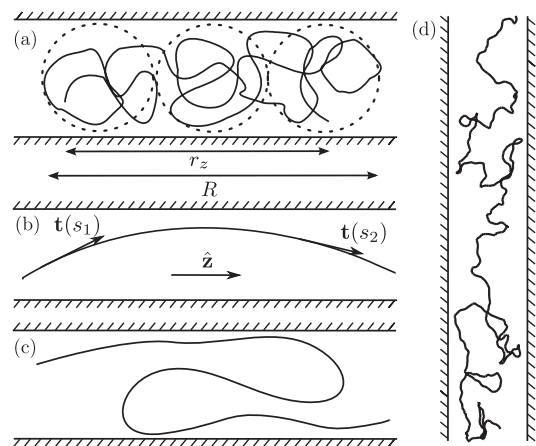 (a)
r_z
R
(b)
t(s_1)
t(s_2)
ẑ
(c)
(d)